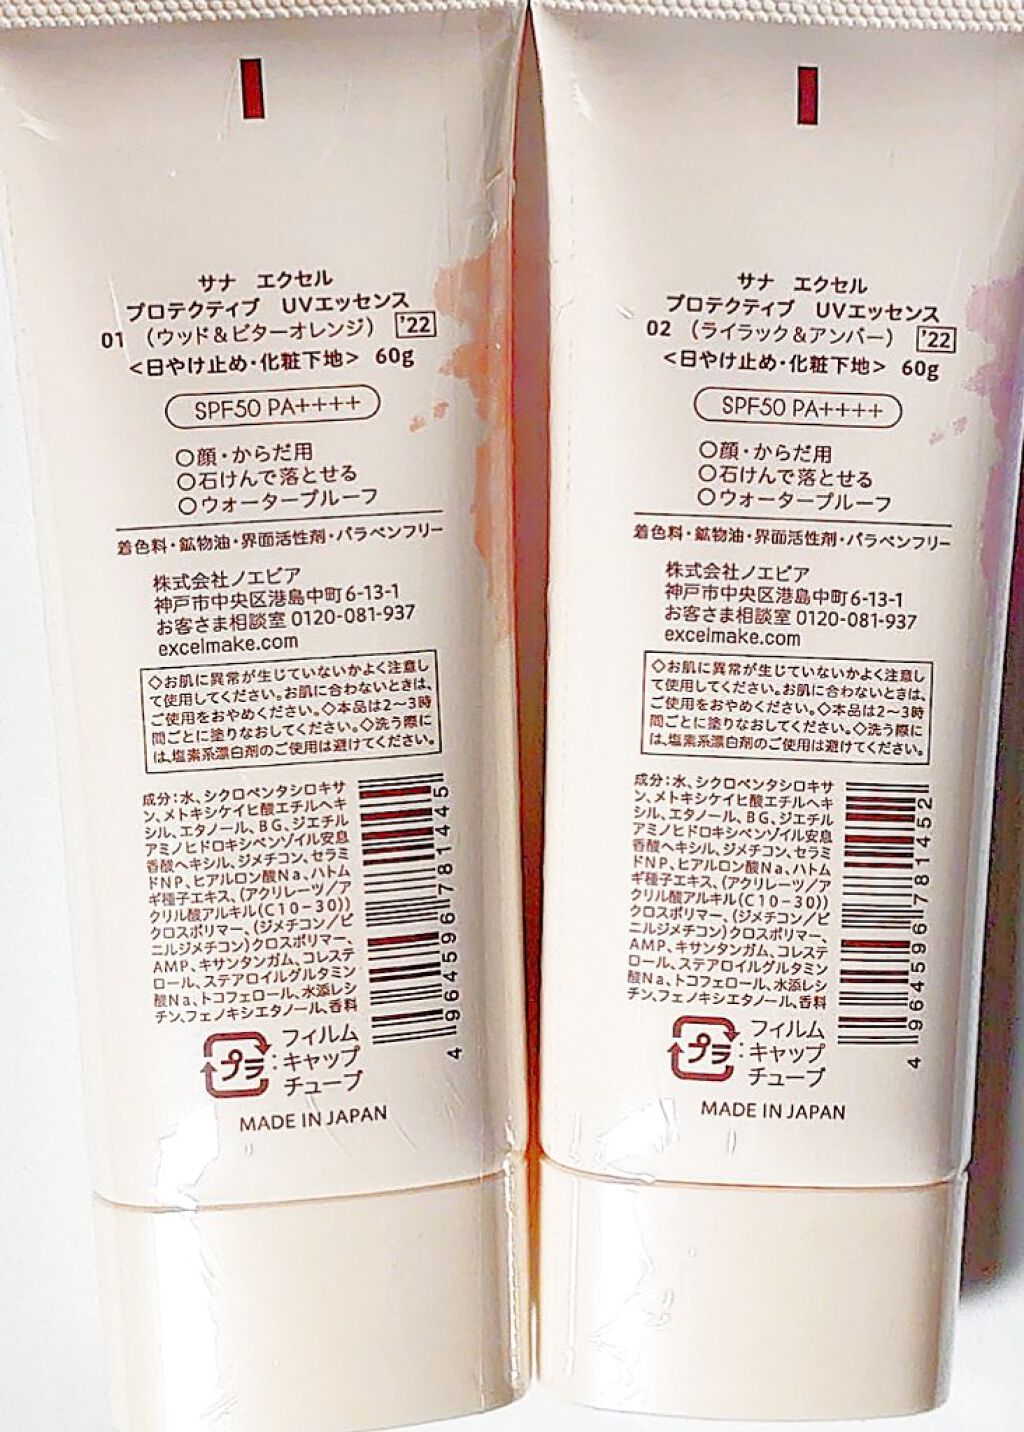 サナ エクセル
プロテクティブ UVエッセンス
01 （ウッド＆ビターオレンジ） '22
＜日やけ止め・化粧下地＞ 60g
SPF50 PA++++
○顔・からだ用
○石けんで落とせる
○ウォータープルーフ
着色料・鉱物油・界面活性剤・パラベンフリー
株式会社ノエビア
神戸市中央区港島中町6-13-1
お客さま相談室 0120-081-937
excelmake.com
◇お肌に異常が生じていないかよく注意し
て使用してください。お肌に合わないときは、
ご使用をおやめください。◇本品は2～3時
間ごとに塗りなおしてください。◇洗う際に
は、塩素系漂白剤のご使用は避けてください。
成分：水、シクロペンタシロキサ
ン、メトキシケイヒ酸エチルヘキ
シル、エタノール、BG、ジエチル
アミノヒドロキシベンゾイル安息
香酸ヘキシル、ジメチコン、セラミ
ドNP、ヒアルロン酸Na、ハトム
ギ種子エキス、（アクリレーツ／ア
クリル酸アルキル(C10－30)）
クロスポリマー、（ジメチコン／ビ
ニルジメチコン）クロスポリマー、
AMP、キサンタンガム、コレステ
ロール、ステアロイルグルタミン
酸Na、トコフェロール、水添レシ
チン、フェノキシエタノール、香料
4 964596 781445
プラ：フィルム
キャップ
チューブ
MADE IN JAPAN
サナ エクセル
プロテクティブ UVエッセンス
02 （ライラック＆アンバー） '22
＜日やけ止め・化粧下地＞ 60g
SPF50 PA++++
○顔・からだ用
○石けんで落とせる
○ウォータープルーフ
着色料・鉱物油・界面活性剤・パラベンフリー
株式会社ノエビア
神戸市中央区港島中町6-13-1
お客さま相談室 0120-081-937
excelmake.com
◇お肌に異常が生じていないかよく注意し
て使用してください。お肌に合わないときは、
ご使用をおやめください。◇本品は2～3時
間ごとに塗りなおしてください。◇洗う際に
は、塩素系漂白剤のご使用は避けてください。
成分：水、シクロペンタシロキサ
ン、メトキシケイヒ酸エチルヘキ
シル、エタノール、BG、ジエチル
アミノヒドロキシベンゾイル安息
香酸ヘキシル、ジメチコン、セラミ
ドNP、ヒアルロン酸Na、ハトム
ギ種子エキス、（アクリレーツ／ア
クリル酸アルキル(C10－30)）
クロスポリマー、（ジメチコン／ビ
ニルジメチコン）クロスポリマー、
AMP、キサンタンガム、コレステ
ロール、ステアロイルグルタミン
酸Na、トコフェロール、水添レシ
チン、フェノキシエタノール、香料
4 964596 781452
プラ：フィルム
キャップ
チューブ
MADE IN JAPAN